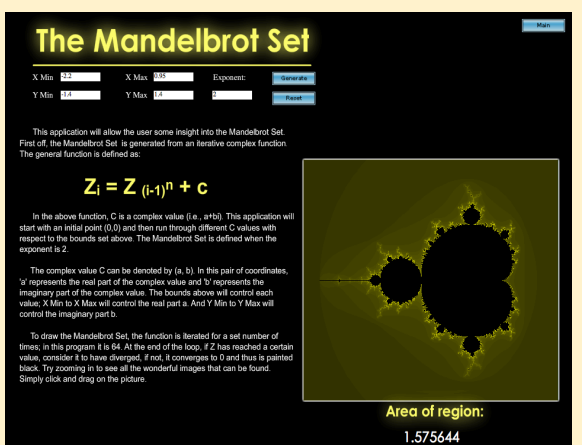 Main
The Mandelbrot Set
X Min -2.2 X Max 0.95 Exponent: Generate
Y Min -1.4 Y Max 1.4 2 Reset
This application will allow the user some insight into the Mandelbrot Set.
First off, the Mandelbrot Set is generated from an iterative complex function
The general function is defined as:
Zi = Z (i-1)n + c
In the above function, C is a complex value (i.e., a+bi). This application will
start with an initial point (0,0) and then run through different C values with
respect to the bounds set above. The Mandelbrot Set is defined when the
exponent is 2.
The complex value C can be denoted by (a, b). In this pair of coordinates,
'a' represents the real part of the complex value and 'b' represents the
imaginary part of the complex value. The bounds above will control each
value; X Min to X Max will control the real part a. And Y Min to Y Max will
control the imaginary part b.
To draw the Mandelbrot Set, the function is iterated for a set number of
times; in this program it is 64. At the end of the loop, if Z has reached a certain
value, consider it to have diverged, if not, it converges to 0 and thus is painted
black. Try zooming in to see all the wonderful images that can be found.
Simply click and drag on the picture.
Area of region:
1.575644